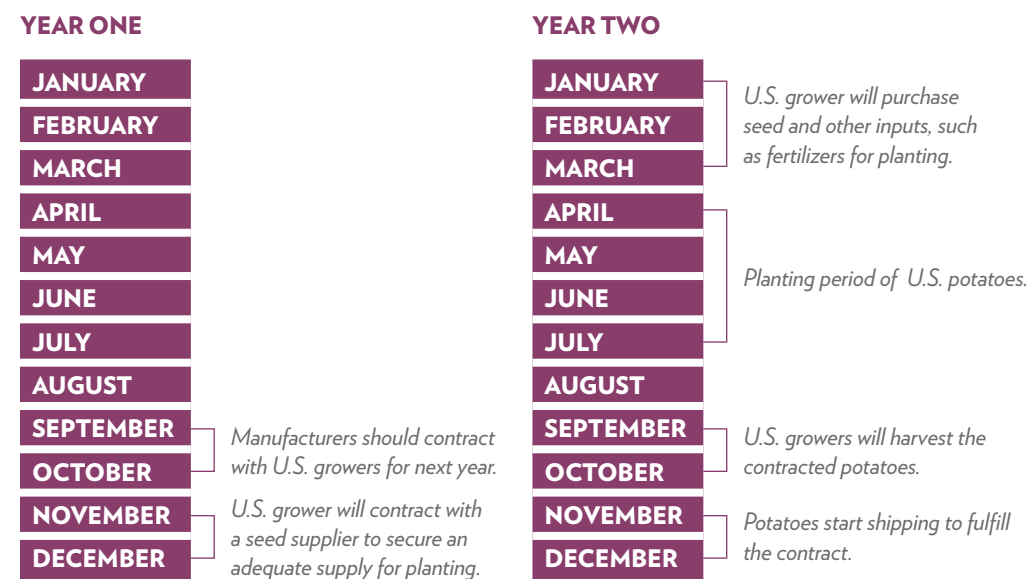 YEAR ONE
JANUARY
FEBRUARY
MARCH
APRIL
MAY
JUNE
JULY
AUGUST
SEPTEMBER
OCTOBER
Manufacturers should contract
with U.S. growers for next year.
NOVEMBER
DECEMBER
U.S. grower will contract with
a seed supplier to secure an
adequate supply for planting.
YEAR TWO
JANUARY
FEBRUARY
MARCH
U.S. grower will purchase
seed and other inputs, such
as fertilizers for planting.
APRIL
MAY
JUNE
JULY
Planting period of U.S. potatoes.
AUGUST
SEPTEMBER
OCTOBER
U.S. growers will harvest the
contracted potatoes.
NOVEMBER
DECEMBER
Potatoes start shipping to fulfill
the contract.